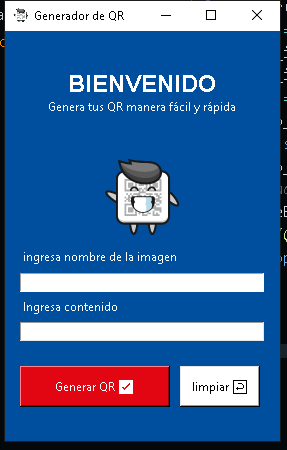 Generador de QR
BIENVENIDO
Genera tus QR manera fácil y rápida
ingresa nombre de la imagen
Ingresa contenido
Generar QR
limpiar